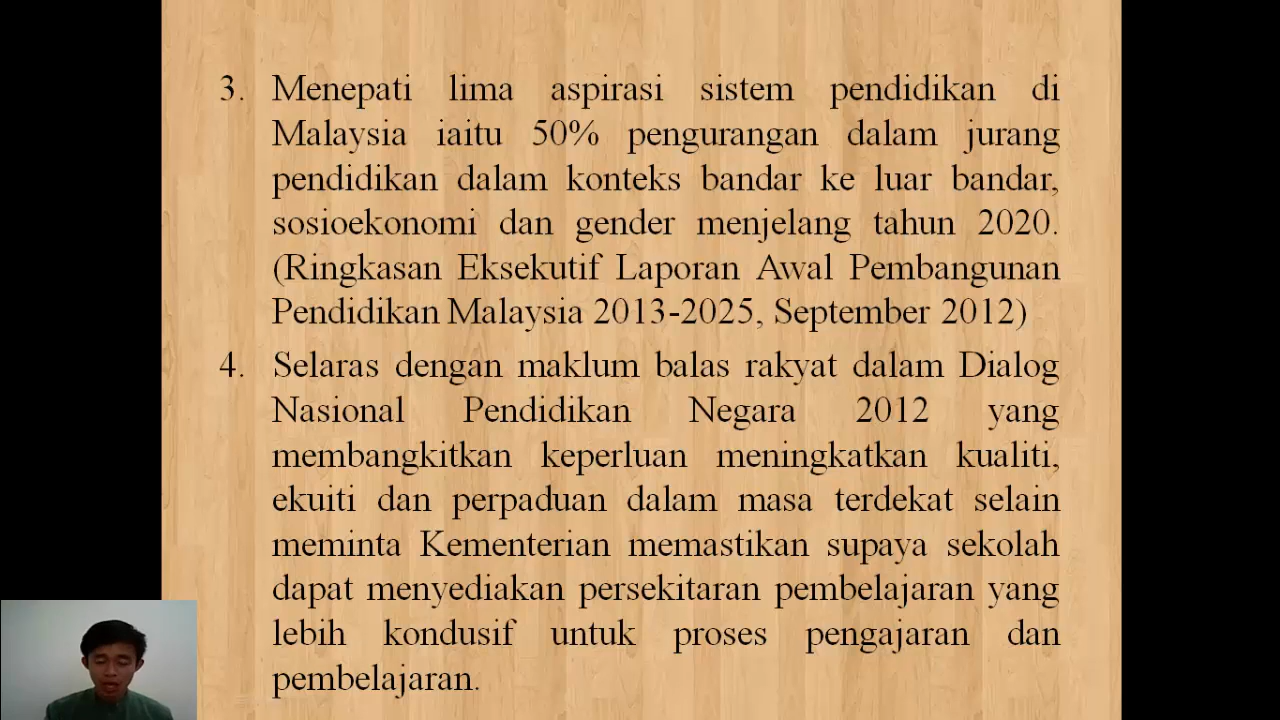 3. Menepati lima aspirasi sistem pendidikan di
Malaysia iaitu 50% pengurangan dalam jurang
pendidikan dalam konteks bandar ke luar bandar,
sosioekonomi dan gender menjelang tahun 2020.
(Ringkasan Eksekutif Laporan Awal Pembangunan
Pendidikan Malaysia 2013-2025, September 2012)
4. Selaras dengan maklum balas rakyat dalam Dialog
Nasional Pendidikan Negara 2012 yang
membangkitkan keperluan meningkatkan kualiti,
ekuiti dan perpaduan dalam masa terdekat selain
meminta Kementerian memastikan supaya sekolah
dapat menyediakan persekitaran pembelajaran yang
lebih kondusif untuk proses pengajaran dan
pembelajaran.